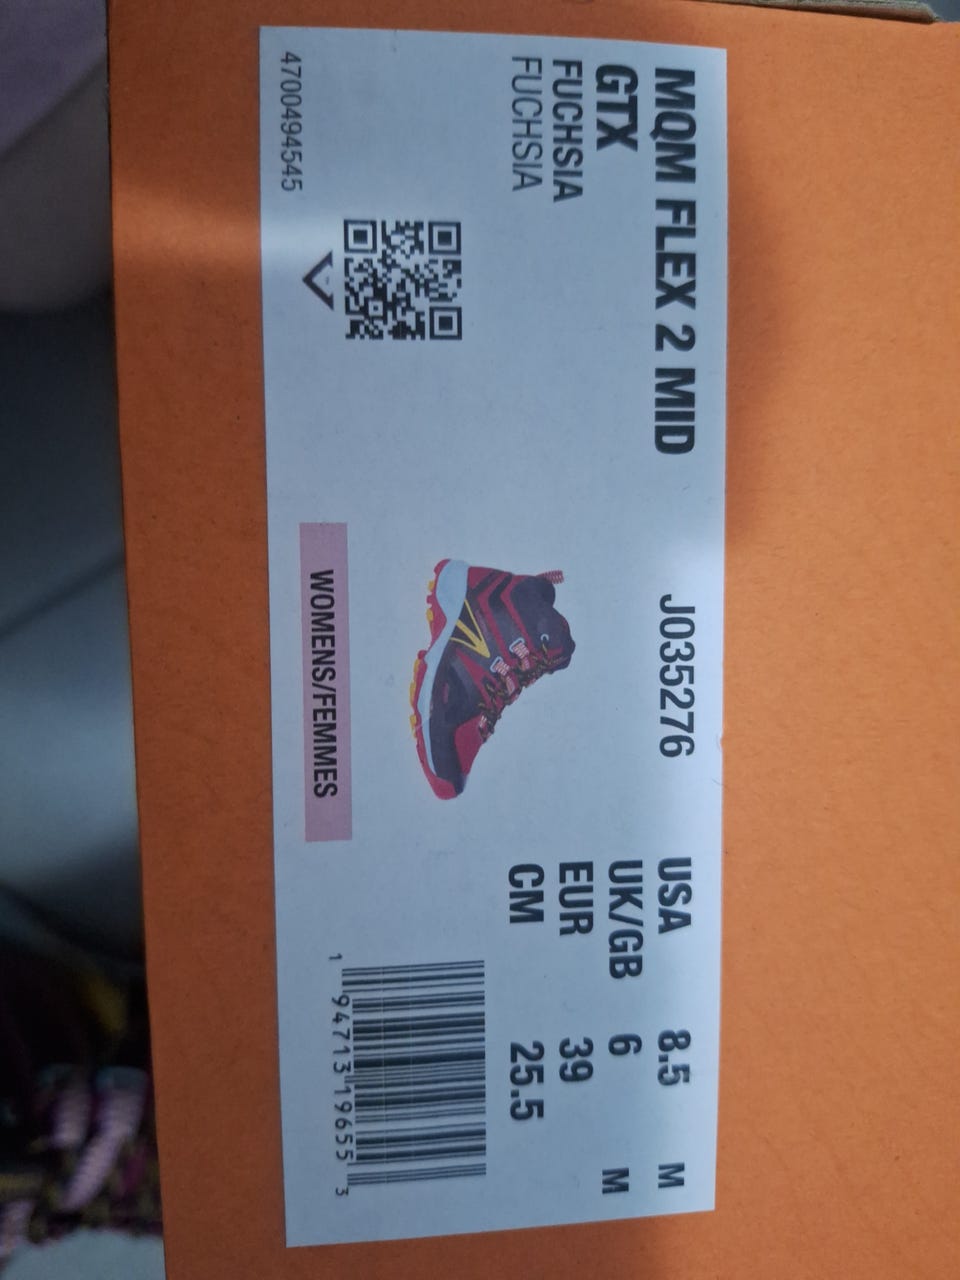 MQM FLEX 2 MID
GTX
FUCHSIA
FUCHSIA
4700494545
J035276
WOMENS/FEMMES
USA 8.5 M
UK/GB 6 M
EUR 39
CM 25.5
1 94713 19655 3